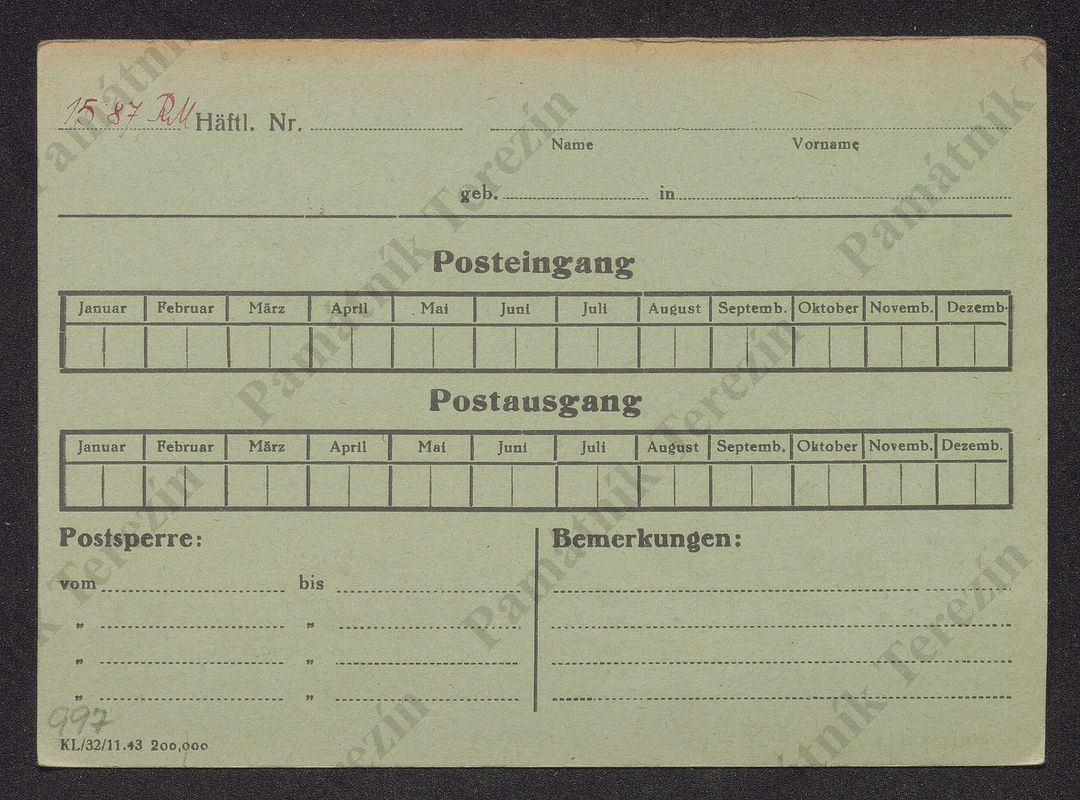 15 87 RM Häftl. Nr.
Name Vorname
geb. in
Posteingang
Januar Februar März April Mai Juni Juli August Septemb. Oktober Novemb. Dezemb.
Postausgang
Januar Februar März April Mai Juni Juli August Septemb. Oktober Novemb. Dezemb.
Postsperre: Bemerkungen:
vom bis
„ „
„ „
„ „
997
KL/32/11.43 200,000
Památník Terezín